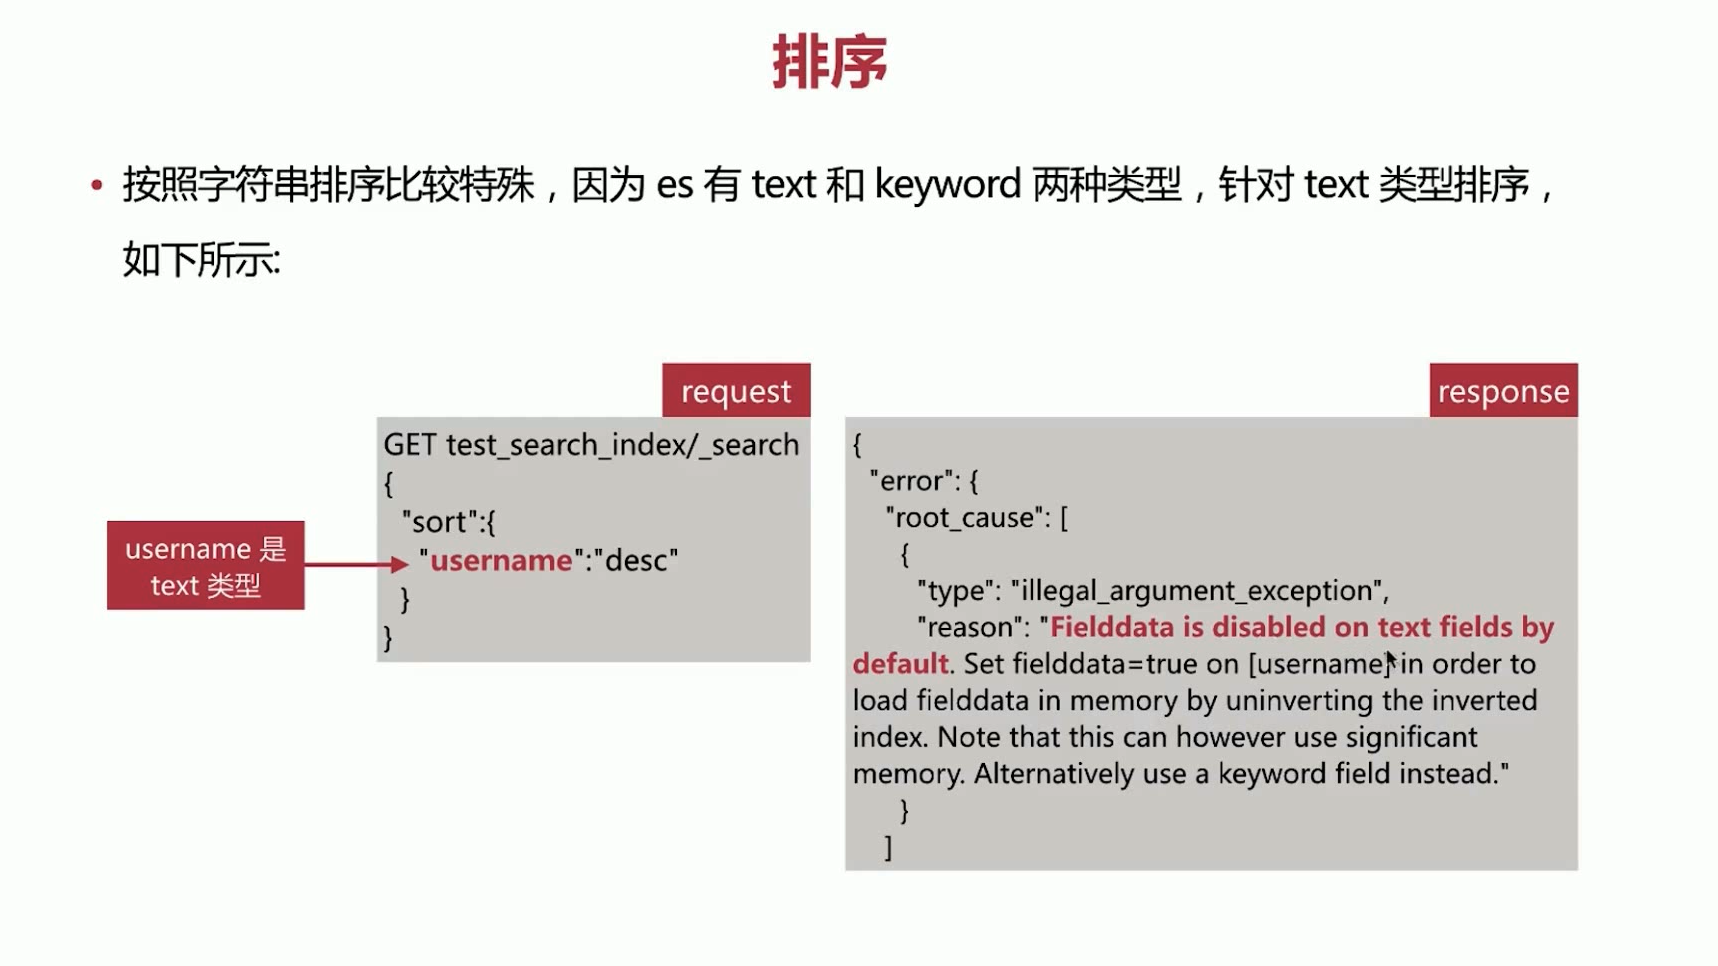 排序
• 按照字符串排序比较特殊，因为 es 有 text 和 keyword 两种类型，针对 text 类型排序，
如下所示:
request
GET test_search_index/_search
{
"sort":{
"username":"desc"
}
}
username 是
text 类型
response
{
"error": {
"root_cause": [
{
"type": "illegal_argument_exception",
"reason": "Fielddata is disabled on text fields by
default. Set fielddata=true on [username] in order to
load fielddata in memory by uninverting the inverted
index. Note that this can however use significant
memory. Alternatively use a keyword field instead."
}
]